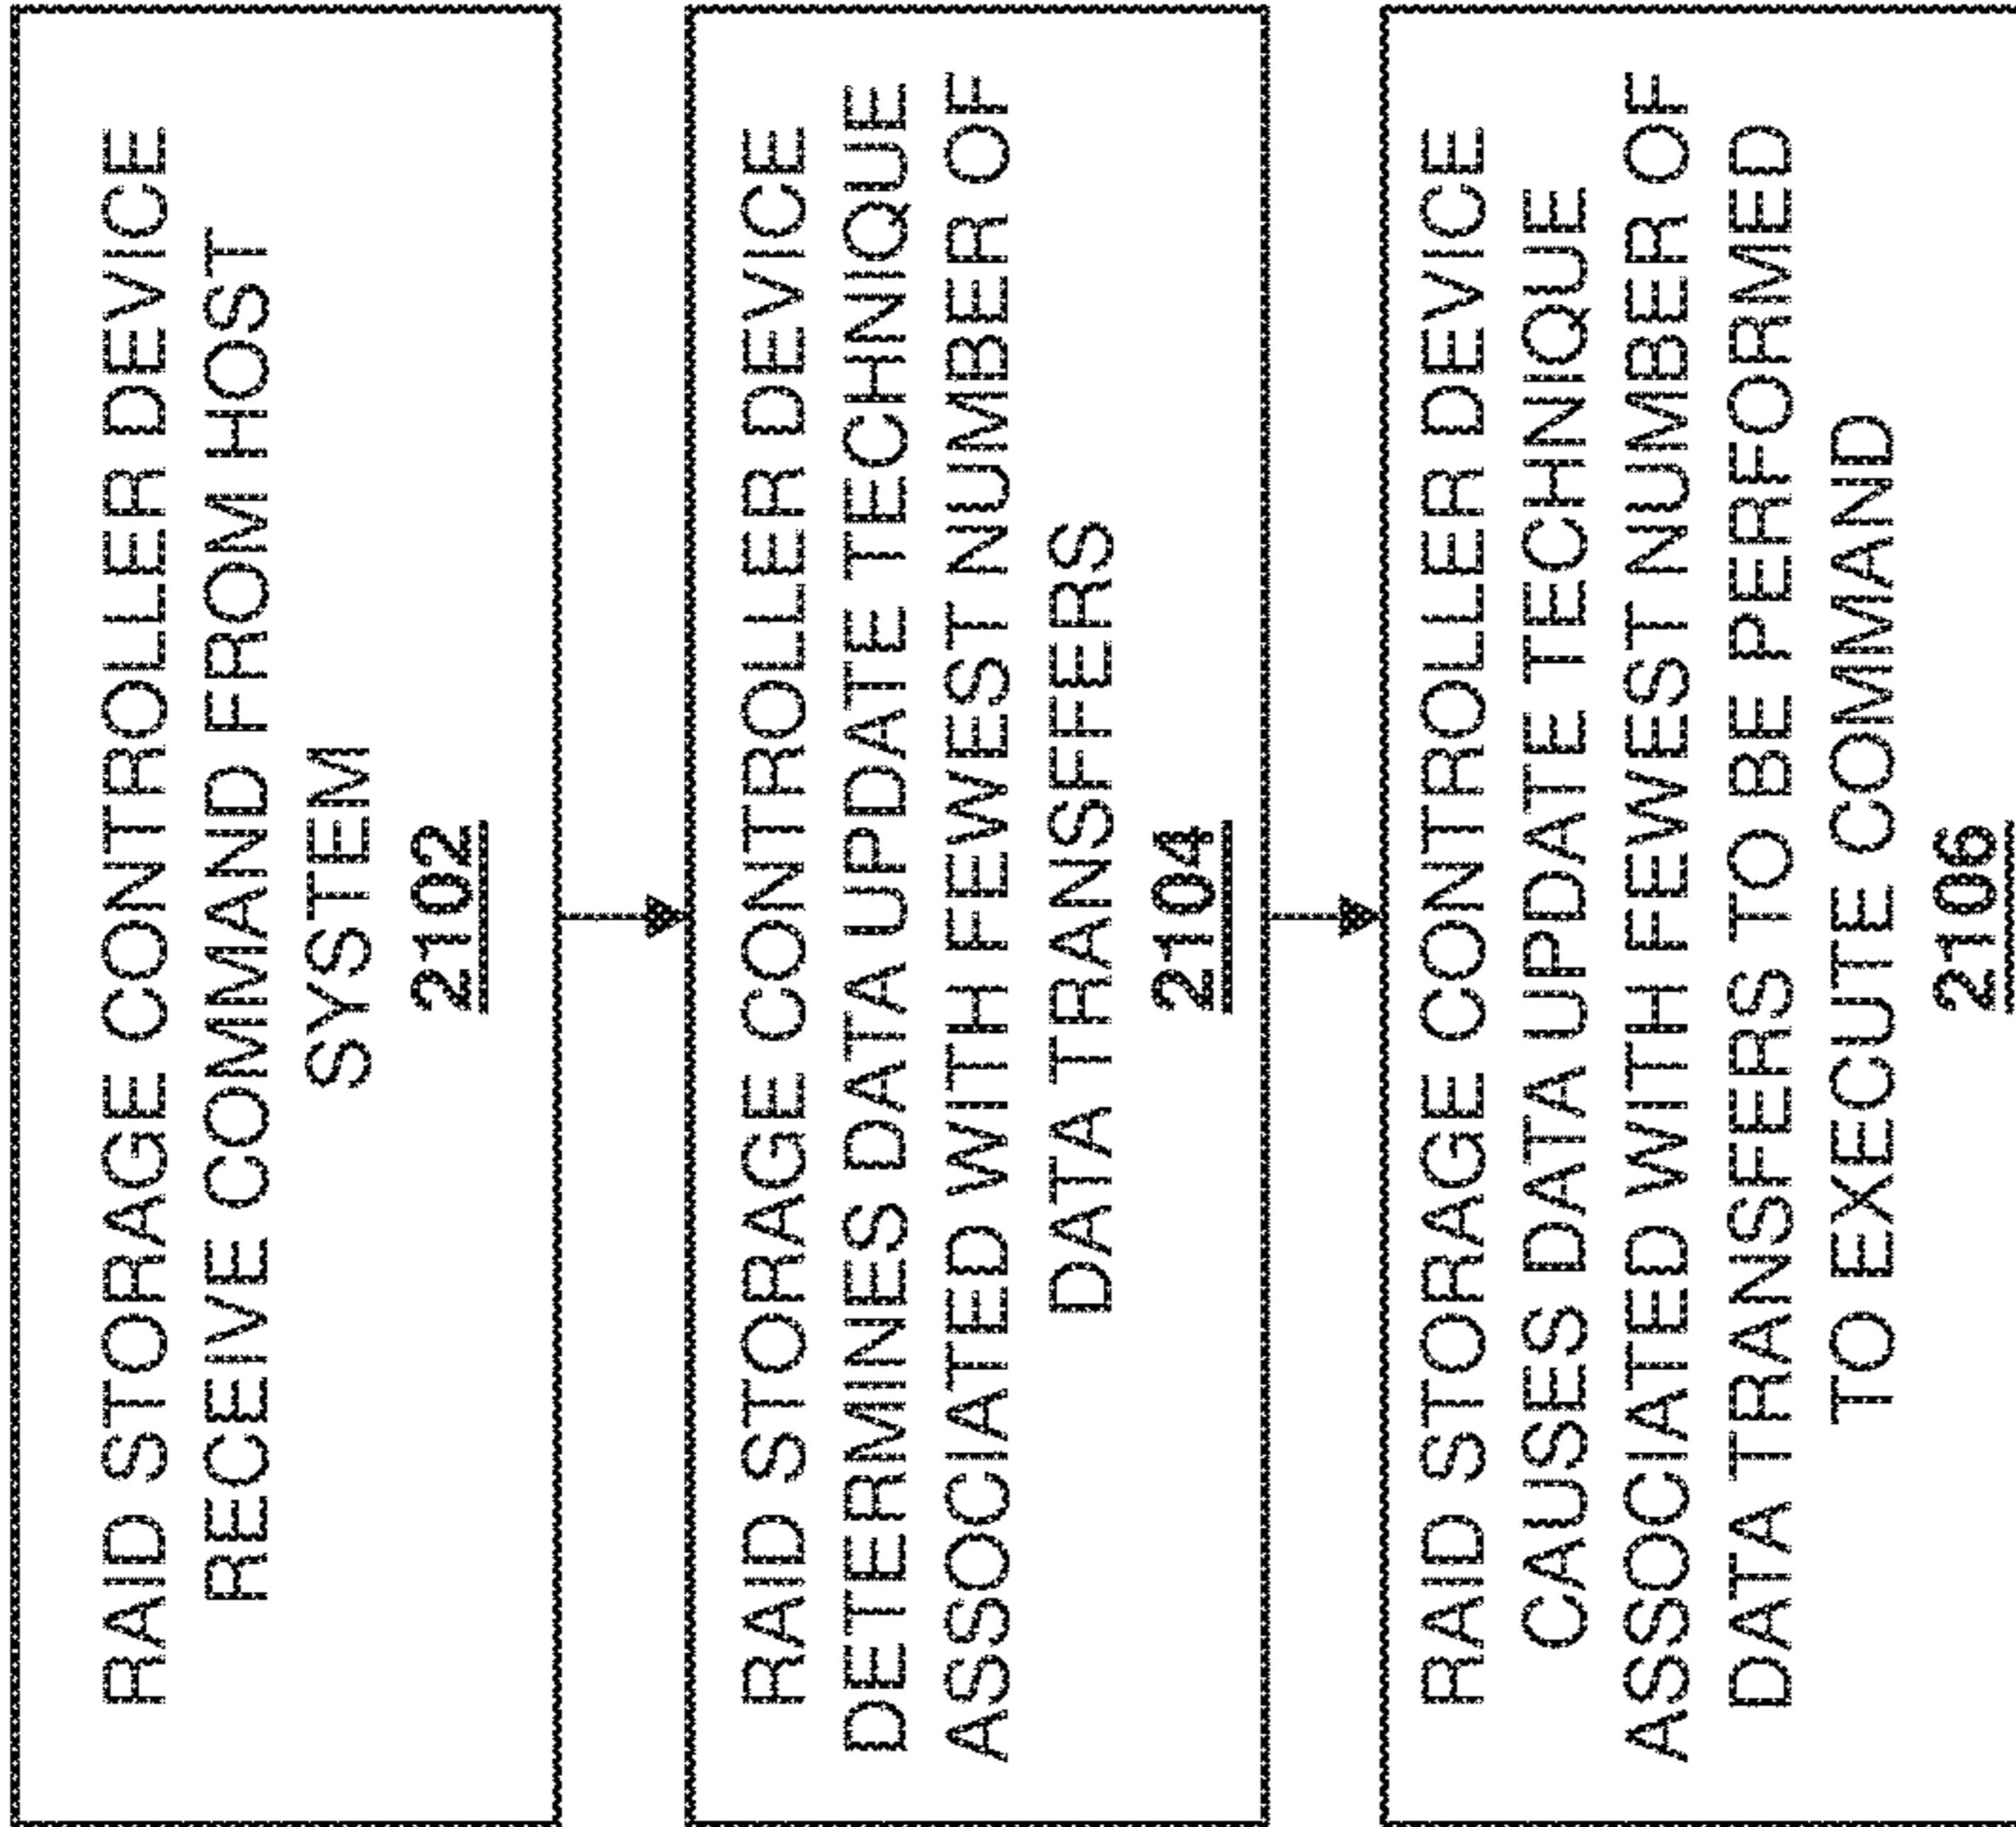 RAID STORAGE CONTROLLER DEVICE
RECEIVE COMMAND FROM HOST
SYSTEM
2102
RAID STORAGE CONTROLLER DEVICE
DETERMINES DATA UPDATE TECHNIQUE
ASSOCIATED WITH FEWEST NUMBER OF
DATA TRANSFERS
2104
RAID STORAGE CONTROLLER DEVICE
CAUSES DATA UPDATE TECHNIQUE
ASSOCIATED WITH FEWEST NUMBER OF
DATA TRANSFERS TO BE PERFORMED
TO EXECUTE COMMAND
2106